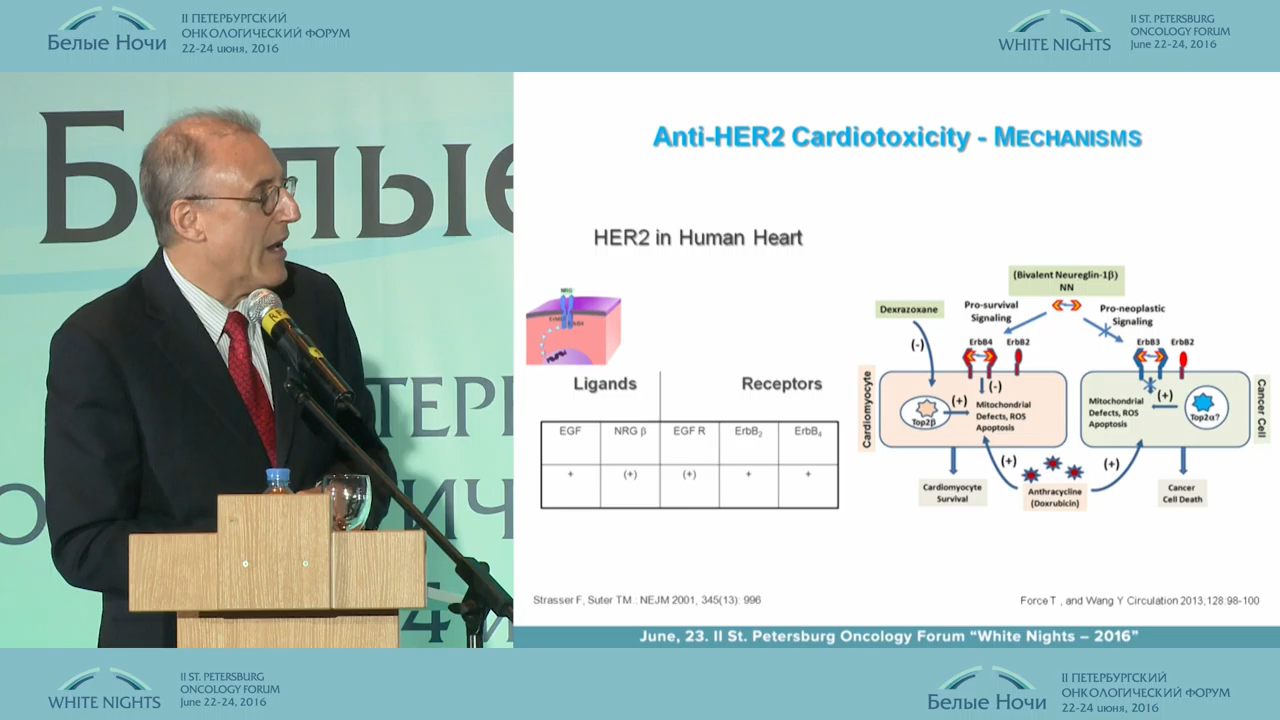 Белые Ночи
II ПЕТЕРБУРГСКИЙ
ОНКОЛОГИЧЕСКИЙ ФОРУМ
22-24 июня, 2016
WHITE NIGHTS
II ST. PETERSBURG
ONCOLOGY FORUM
June 22-24, 2016
Белые
ТЕР
4
Anti-HER2 Cardiotoxicity - MECHANISMS
HER2 in Human Heart
Ligands Receptors
EGF NRG β EGF R ErbB2 ErbB4
+ (+) (+) + +
(Bivalent Neureglin-1β)
NN
Dexrazoxane
Pro-survival
Signaling
Pro-neoplastic
Signaling
(-)
ErbB4 ErbB2
ErbB3 ErbB2
Cardiomyocyte
Top2β
(+)
(-)
Mitochondrial
Defects, ROS
Apoptosis
Mitochondrial
Defects, ROS
Apoptosis
(+)
Top2α?
Cancer Cell
(+)
(+)
Cardiomyocyte
Survival
Anthracycline
(Doxrubicin)
Cancer
Cell Death
Strasser F, Suter TM.: NEJM 2001, 345(13): 996
Force T , and Wang Y Circulation 2013;128:98-100
June, 23. II St. Petersburg Oncology Forum “White Nights – 2016”
WHITE NIGHTS
II ST. PETERSBURG
ONCOLOGY FORUM
June 22-24, 2016
Белые Ночи
II ПЕТЕРБУРГСКИЙ
ОНКОЛОГИЧЕСКИЙ ФОРУМ
22-24 июня, 2016